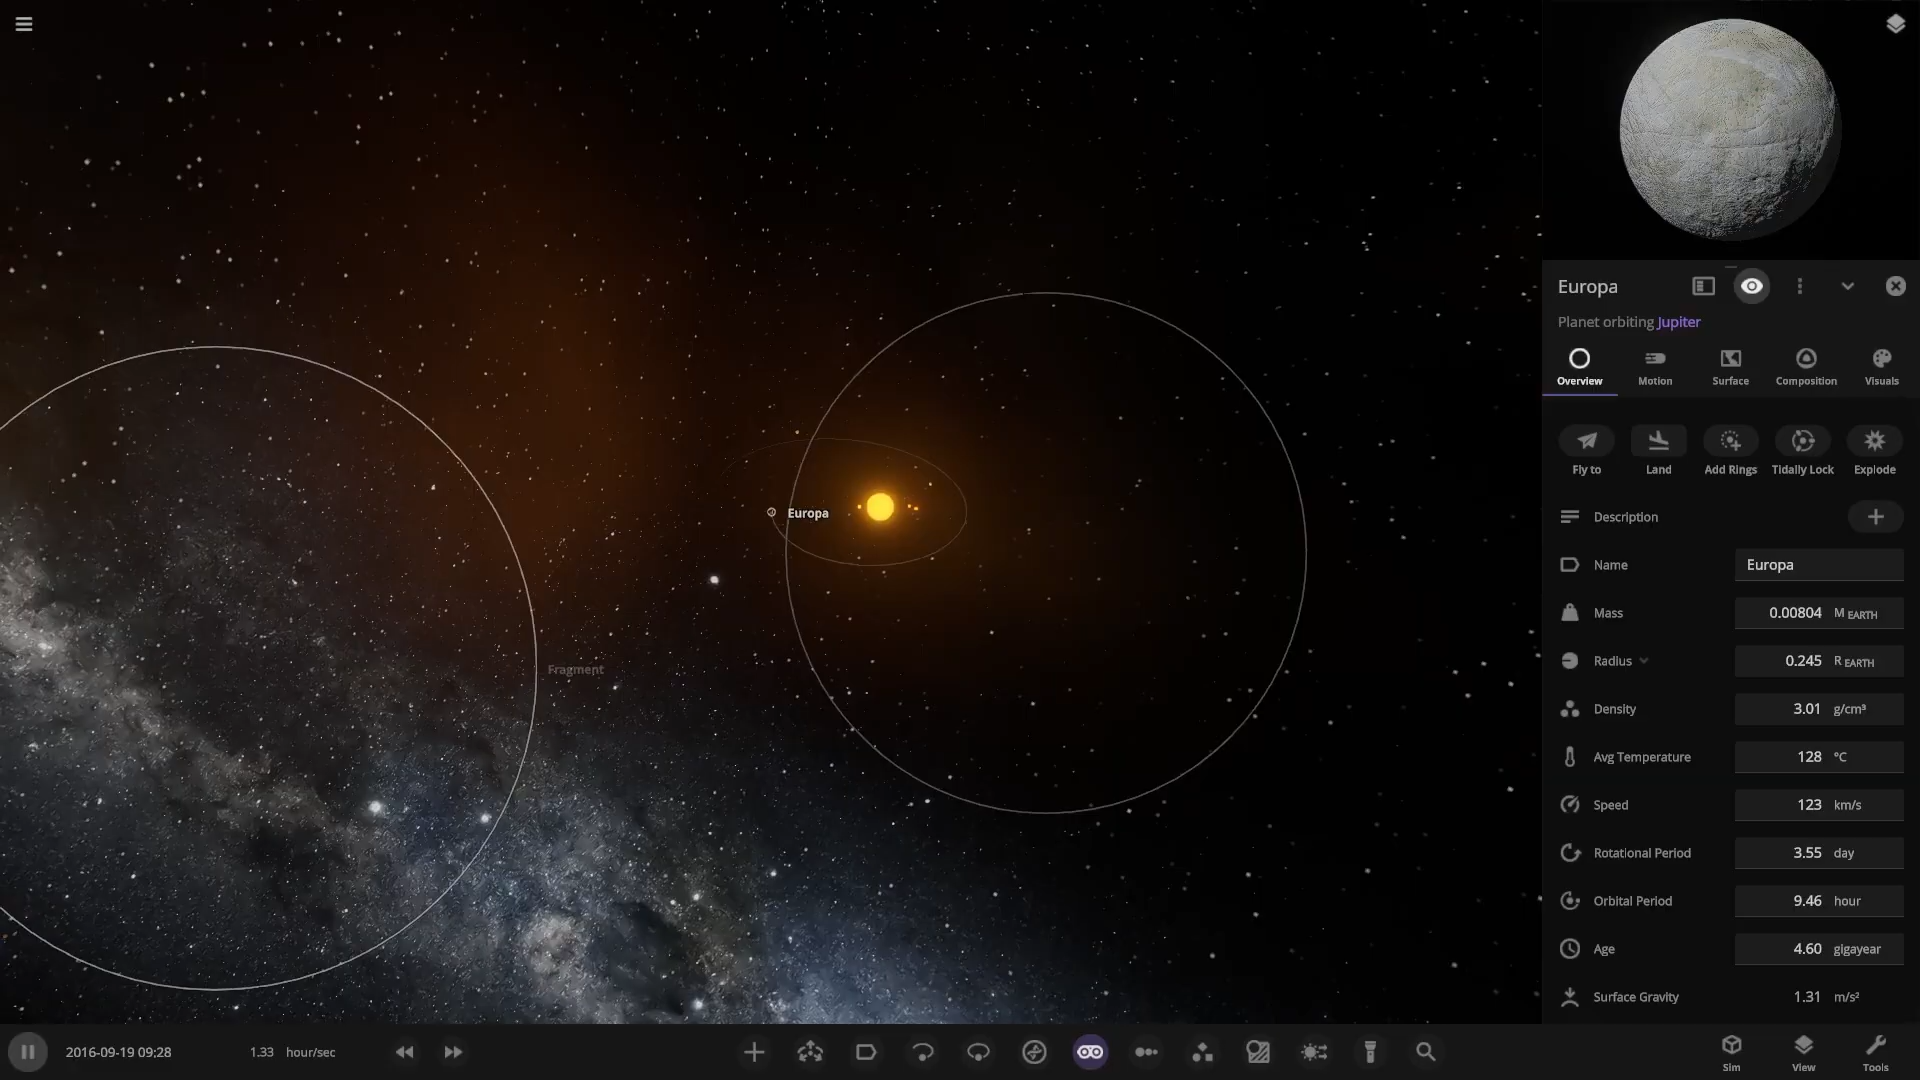 Europa
Fragment
Europa
Planet orbiting Jupiter
Overview
Motion
Surface
Composition
Visuals
Fly to
Land
Add Rings
Tidally Lock
Explode
Description
Name Europa
Mass 0.00804 M EARTH
Radius 0.245 R EARTH
Density 3.01 g/cm³
Avg Temperature 128 °C
Speed 123 km/s
Rotational Period 3.55 day
Orbital Period 9.46 hour
Age 4.60 gigayear
Surface Gravity 1.31 m/s²
2016-09-19 09:28 1.33 hour/sec
Sim
View
Tools